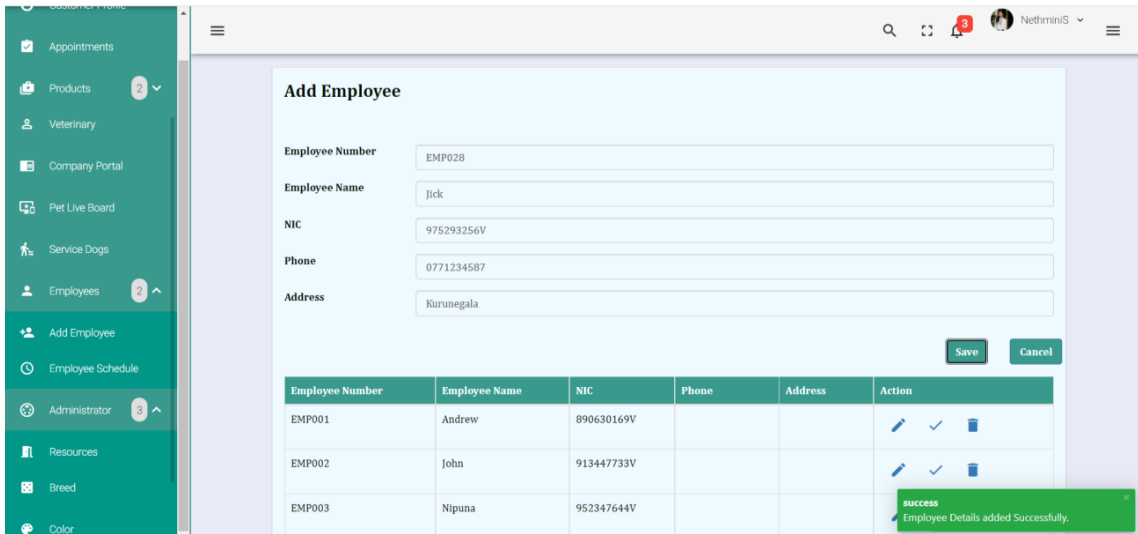 Customer Profile
Appointments
Products 2
Veterinary
Company Portal
Pet Live Board
Service Dogs
Employees 2
Add Employee
Employee Schedule
Administrator 3
Resources
Breed
Color
3
NethminiS
Add Employee
Employee Number EMP028
Employee Name Jick
NIC 975293256V
Phone 0771234587
Address Kurunegala
Save Cancel
Employee Number Employee Name NIC Phone Address Action
EMP001 Andrew 890630169V
EMP002 John 913447733V
EMP003 Nipuna 952347644V
success ×
Employee Details added Successfully.